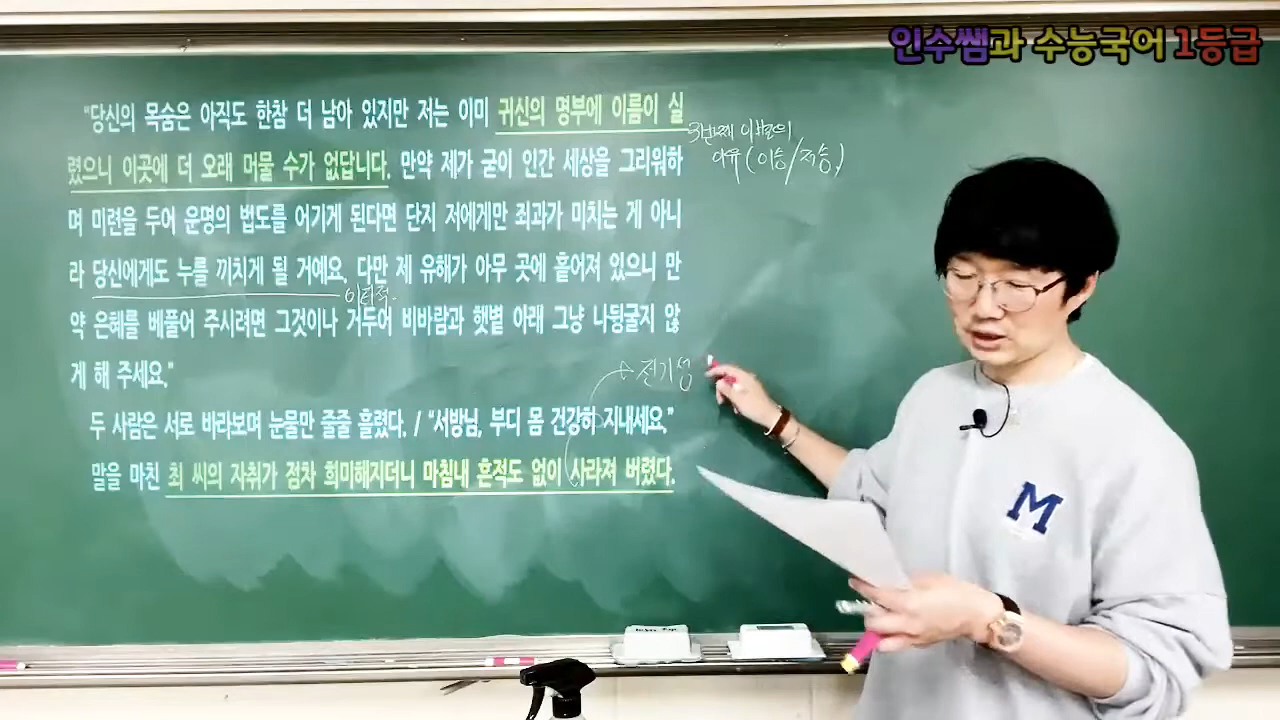 인수쌤과 수능국어 1등급
"당신의 목숨은 아직도 한참 더 남아 있지만 저는 이미 귀신의 명부에 이름이 실
렸으니 이곳에 더 오래 머물 수가 없답니다. 만약 제가 굳이 인간 세상을 그리워하
며 미련을 두어 운명의 법도를 어기게 된다면 단지 저에게만 죄과가 미치는 게 아니
라 당신에게도 누를 끼치게 될 거예요. 다만 제 유해가 아무 곳에 흩어져 있으니 만
약 은혜를 베풀어 주시려면 그것이나 거두어 비바람과 햇볕 아래 그냥 나뒹굴지 않
게 해 주세요."
두 사람은 서로 바라보며 눈물만 줄줄 흘렸다. / "서방님, 부디 몸 건강히 지내세요."
말을 마친 최 씨의 자취가 점차 희미해지더니 마침내 흔적도 없이 사라져 버렸다.
3번째 이별의
이유 (이승/저승)
이타적.
전기성
M